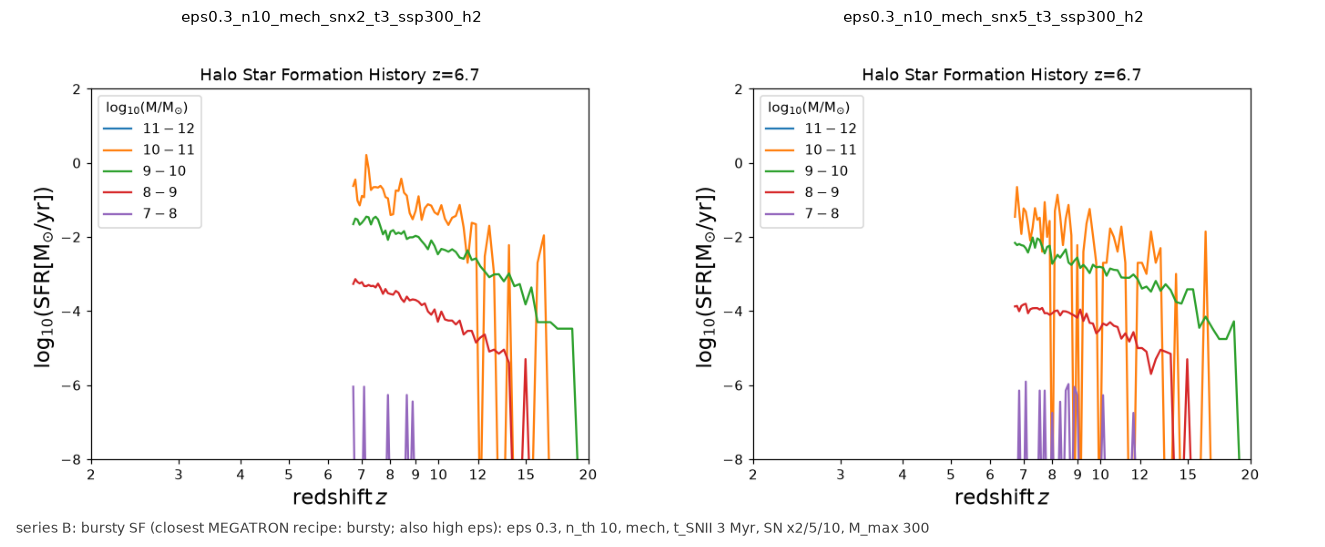 eps0.3_n10_mech_snx2_t3_ssp300_h2
Halo Star Formation History z=6.7
log₁₀(M/M☉)
11 − 12
10 − 11
9 − 10
8 − 9
7 − 8
2
0
−2
−4
−6
−8
log₁₀(SFR[M☉/yr])
2 3 4 5 6 7 8 9 10 12 15 20
redshift z
eps0.3_n10_mech_snx5_t3_ssp300_h2
Halo Star Formation History z=6.7
log₁₀(M/M☉)
11 − 12
10 − 11
9 − 10
8 − 9
7 − 8
2
0
−2
−4
−6
−8
log₁₀(SFR[M☉/yr])
2 3 4 5 6 7 8 9 10 12 15 20
redshift z
series B: bursty SF (closest MEGATRON recipe: bursty; also high eps): eps 0.3, n_th 10, mech, t_SNII 3 Myr, SN x2/5/10, M_max 300